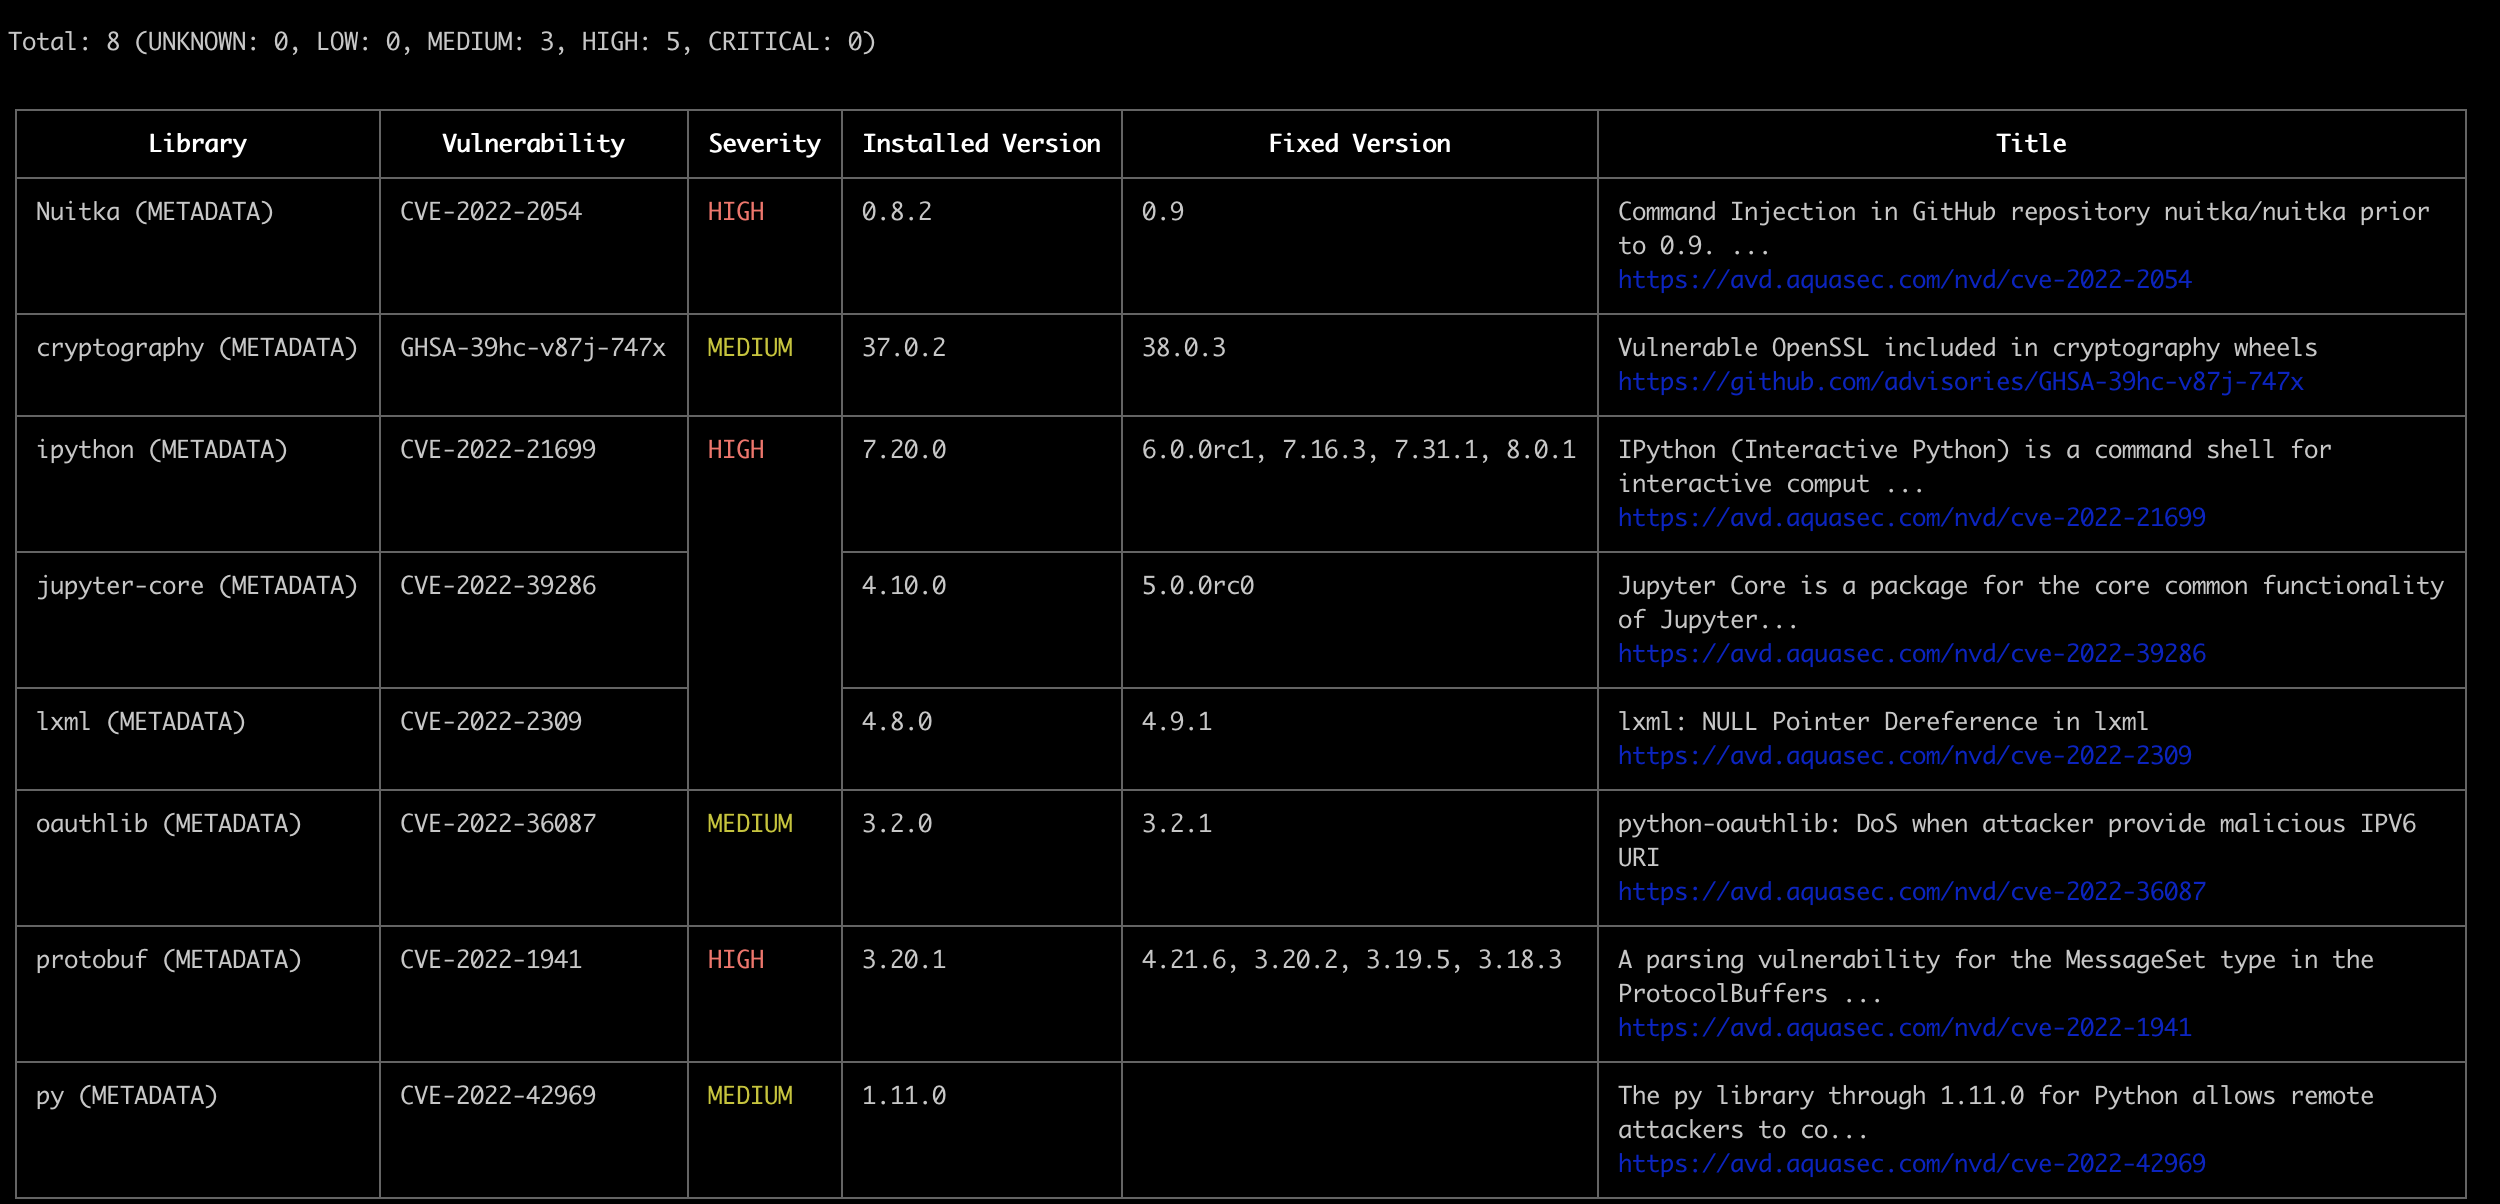 Total: 8 (UNKNOWN: 0, LOW: 0, MEDIUM: 3, HIGH: 5, CRITICAL: 0)
Library Vulnerability Severity Installed Version Fixed Version Title
Nuitka (METADATA) CVE-2022-2054 HIGH 0.8.2 0.9 Command Injection in GitHub repository nuitka/nuitka prior
to 0.9. ...
https://avd.aquasec.com/nvd/cve-2022-2054
cryptography (METADATA) GHSA-39hc-v87j-747x MEDIUM 37.0.2 38.0.3 Vulnerable OpenSSL included in cryptography wheels
https://github.com/advisories/GHSA-39hc-v87j-747x
ipython (METADATA) CVE-2022-21699 HIGH 7.20.0 6.0.0rc1, 7.16.3, 7.31.1, 8.0.1 IPython (Interactive Python) is a command shell for
interactive comput ...
https://avd.aquasec.com/nvd/cve-2022-21699
jupyter-core (METADATA) CVE-2022-39286 4.10.0 5.0.0rc0 Jupyter Core is a package for the core common functionality
of Jupyter...
https://avd.aquasec.com/nvd/cve-2022-39286
lxml (METADATA) CVE-2022-2309 4.8.0 4.9.1 lxml: NULL Pointer Dereference in lxml
https://avd.aquasec.com/nvd/cve-2022-2309
oauthlib (METADATA) CVE-2022-36087 MEDIUM 3.2.0 3.2.1 python-oauthlib: DoS when attacker provide malicious IPV6
URI
https://avd.aquasec.com/nvd/cve-2022-36087
protobuf (METADATA) CVE-2022-1941 HIGH 3.20.1 4.21.6, 3.20.2, 3.19.5, 3.18.3 A parsing vulnerability for the MessageSet type in the
ProtocolBuffers ...
https://avd.aquasec.com/nvd/cve-2022-1941
py (METADATA) CVE-2022-42969 MEDIUM 1.11.0 The py library through 1.11.0 for Python allows remote
attackers to co...
https://avd.aquasec.com/nvd/cve-2022-42969